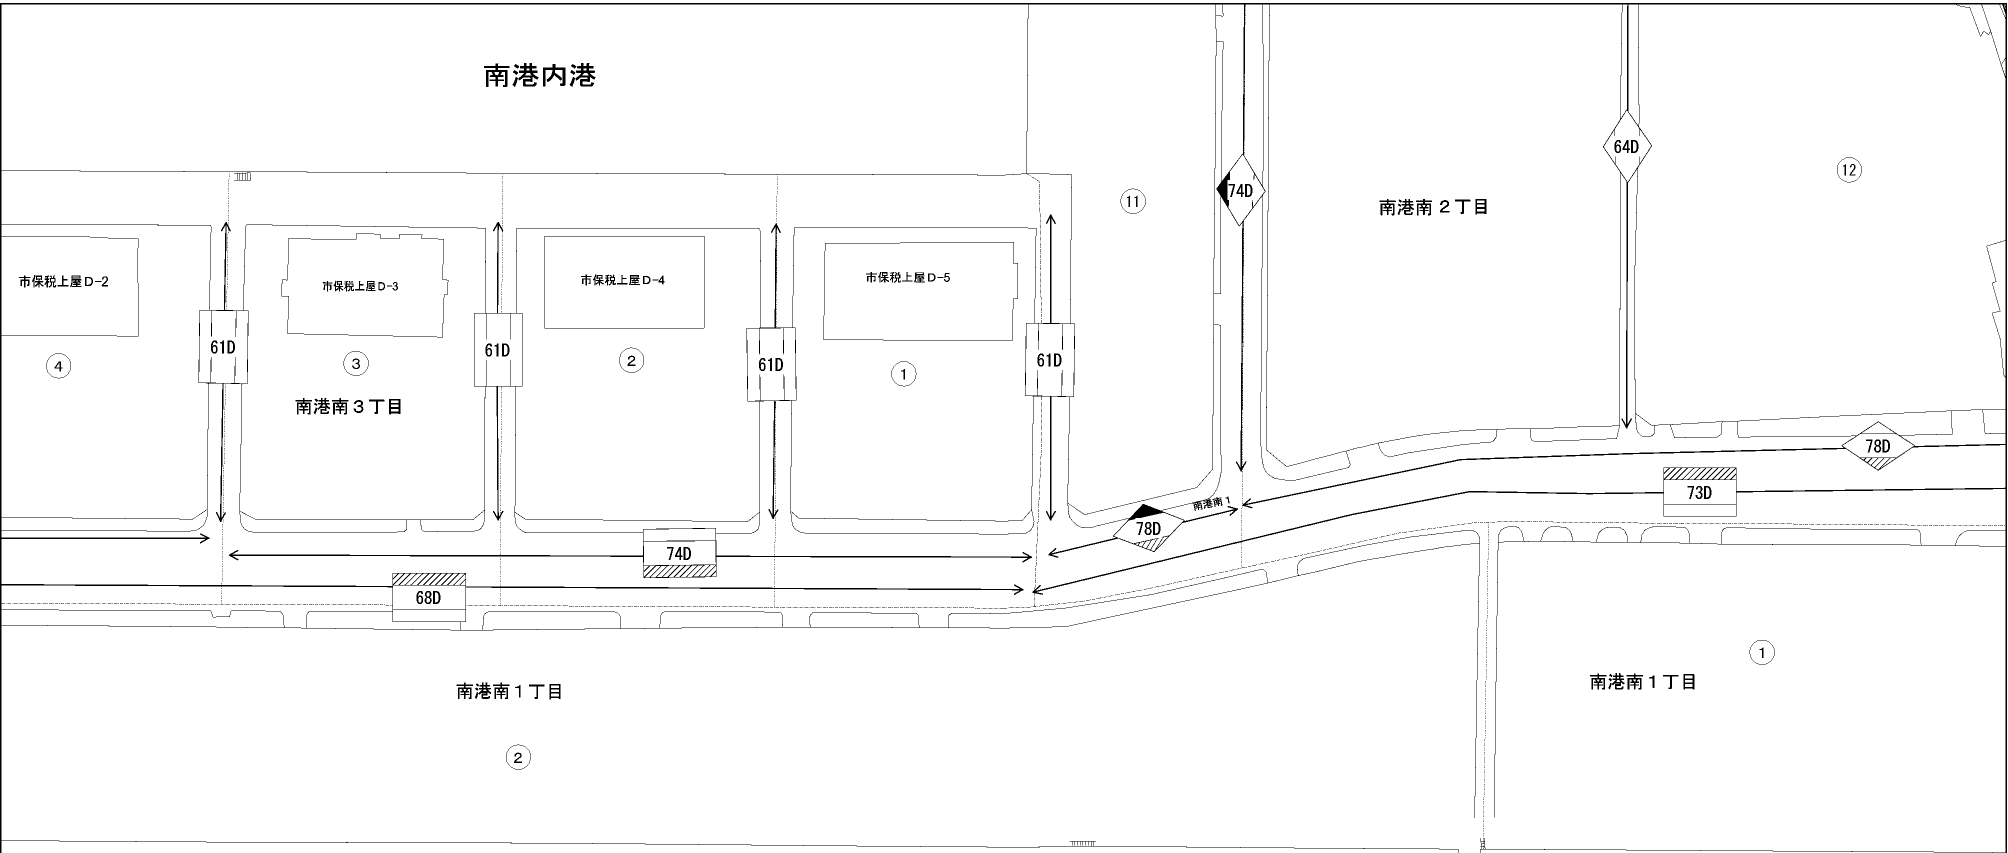 南港内港
64D
74D
⑫
⑪
南港南２丁目
市保税上屋Ｄ−2
市保税上屋Ｄ−3
市保税上屋Ｄ−4
市保税上屋Ｄ−5
61D
61D
61D
61D
④
③
②
①
南港南３丁目
78D
73D
南港南１
78D
74D
68D
南港南１丁目
①
南港南１丁目
②